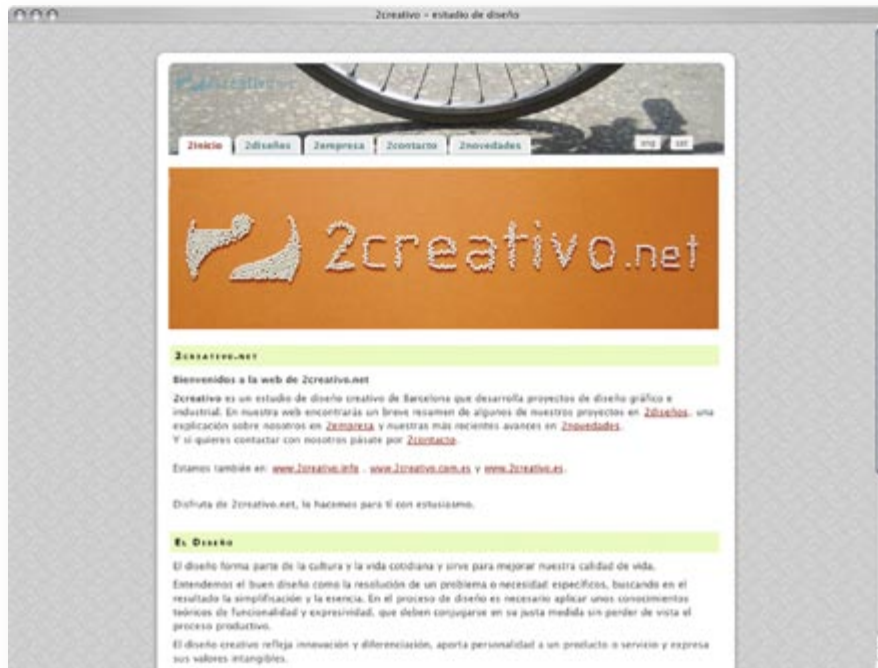 2creativo - estudio de diseño
2creativo.net
2inicio 2diseños 2empresa 2contacto 2novedades eng cat
2creativo.net
2creativo.net
Bienvenidos a la web de 2creativo.net
2creativo es un estudio de diseño creativo de Barcelona que desarrolla proyectos de diseño gráfico e
industrial. En nuestra web encontrarás un breve resumen de algunos de nuestros proyectos en 2diseños, una
explicación sobre nosotros en 2empresa y nuestras más recientes avances en 2novedades.
Y si quieres contactar con nosotros pásate por 2contacto.
Estamos también en: www.2creativo.info , www.2creativo.com.es y www.2creativo.es.
Disfruta de 2creativo.net, lo hacemos para ti con estusiasmo.
El Diseño
El diseño forma parte de la cultura y la vida cotidiana y sirve para mejorar nuestra calidad de vida.
Entendemos el buen diseño como la resolución de un problema o necesidad específicos, buscando en el
resultado la simplificación y la esencia. En el proceso de diseño es necesario aplicar unos conocimientos
teóricos de funcionalidad y expresividad, que deben conjugarse en su justa medida sin perder de vista el
proceso productivo.
El diseño creativo refleja innovación y diferenciación, aporta personalidad a un producto o servicio y expresa
sus valores intangibles.